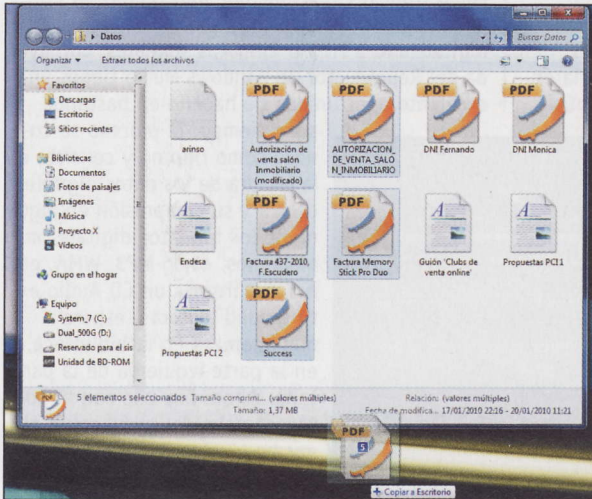 Datos
Buscar Datos
Organizar
Extraer todos los archivos
Favoritos
Descargas
Escritorio
Sitios recientes
Bibliotecas
Documentos
Fotos de paisajes
Imágenes
Música
Proyecto X
Vídeos
Grupo en el hogar
Equipo
System_7 (C:)
Dual_500G (D:)
Reservado para el sis
Unidad de BD-ROM
arinso
PDF
Autorización de
venta salón
Inmobiliario
(modificado)
PDF
AUTORIZACION_
DE_VENTA_SALO
N_INMOBILIARIO
PDF
DNI Fernando
PDF
DNI Monica
Endesa
PDF
Factura 437-2010,
F.Escudero
PDF
Factura Memory
Stick Pro Duo
Guión 'Clubs de
venta online'
Propuestas PCI 1
Propuestas PCI 2
PDF
Success
PDF
5 elementos seleccionados
Tamaño comprimi... (valores múltiples)
Tamaño: 1,37 MB
Relación: (valores múltiples)
Fecha de modifica... 17/01/2010 22:16 - 20/01/2010 11:21
PDF
5
Copiar a Escritorio